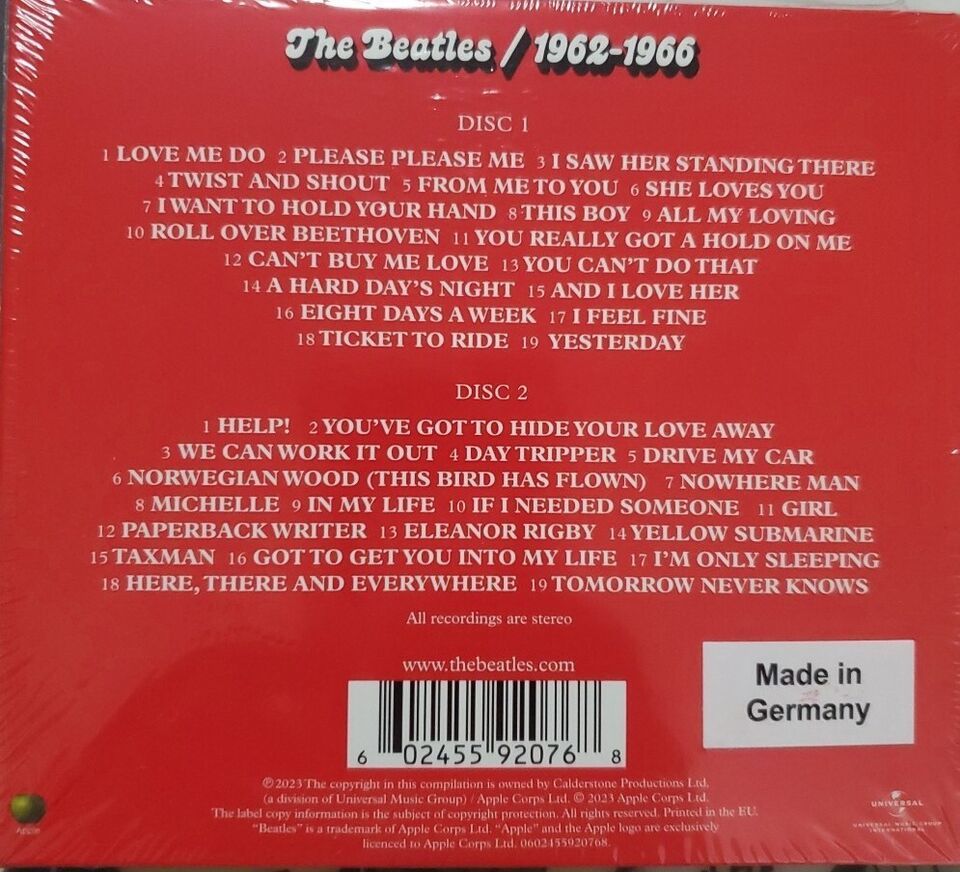 The Beatles / 1962-1966
DISC 1
1 LOVE ME DO 2 PLEASE PLEASE ME 3 I SAW HER STANDING THERE
4 TWIST AND SHOUT 5 FROM ME TO YOU 6 SHE LOVES YOU
7 I WANT TO HOLD YOUR HAND 8 THIS BOY 9 ALL MY LOVING
10 ROLL OVER BEETHOVEN 11 YOU REALLY GOT A HOLD ON ME
12 CAN'T BUY ME LOVE 13 YOU CAN'T DO THAT
14 A HARD DAY'S NIGHT 15 AND I LOVE HER
16 EIGHT DAYS A WEEK 17 I FEEL FINE
18 TICKET TO RIDE 19 YESTERDAY
DISC 2
1 HELP! 2 YOU'VE GOT TO HIDE YOUR LOVE AWAY
3 WE CAN WORK IT OUT 4 DAY TRIPPER 5 DRIVE MY CAR
6 NORWEGIAN WOOD (THIS BIRD HAS FLOWN) 7 NOWHERE MAN
8 MICHELLE 9 IN MY LIFE 10 IF I NEEDED SOMEONE 11 GIRL
12 PAPERBACK WRITER 13 ELEANOR RIGBY 14 YELLOW SUBMARINE
15 TAXMAN 16 GOT TO GET YOU INTO MY LIFE 17 I'M ONLY SLEEPING
18 HERE, THERE AND EVERYWHERE 19 TOMORROW NEVER KNOWS
All recordings are stereo
www.thebeatles.com
Made in
Germany
6 02455 92076 8
℗ 2023 The copyright in this compilation is owned by Calderstone Productions Ltd.
(a division of Universal Music Group) / Apple Corps Ltd. © 2023 Apple Corps Ltd.
The label copy information is the subject of copyright protection. All rights reserved. Printed in the EU.
"Beatles" is a trademark of Apple Corps Ltd. "Apple" and the Apple logo are exclusively
licenced to Apple Corps Ltd. 0602455920768.
Apple
UNIVERSAL
UNIVERSAL MUSIC GROUP
INTERNATIONAL